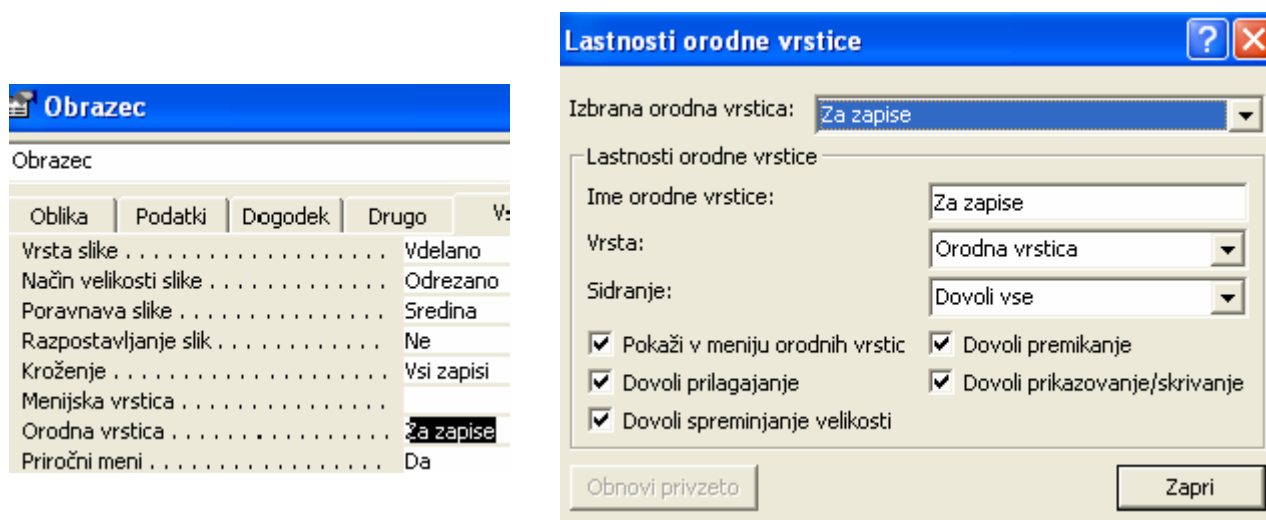 Obrazec
Obrazec
Oblika Podatki Dogodek Drugo
Vrsta slike . . . . . . . . . . . . . . . . . . . . Vdelano
Način velikosti slike . . . . . . . . . . . . . Odrezano
Poravnava slike . . . . . . . . . . . . . . . . Sredina
Razpostavljanje slik . . . . . . . . . . . . Ne
Kroženje . . . . . . . . . . . . . . . . . . . . . Vsi zapisi
Menijska vrstica . . . . . . . . . . . . . . .
Orodna vrstica . . . . . . . . . . . . . . . . Za zapise
Priročni meni . . . . . . . . . . . . . . . . . Da
Lastnosti orodne vrstice
Izbrana orodna vrstica: Za zapise
Lastnosti orodne vrstice
Ime orodne vrstice: Za zapise
Vrsta: Orodna vrstica
Sidranje: Dovoli vse
Pokaži v meniju orodnih vrstic Dovoli premikanje
Dovoli prilagajanje Dovoli prikazovanje/skrivanje
Dovoli spreminjanje velikosti
Obnovi privzeto Zapri